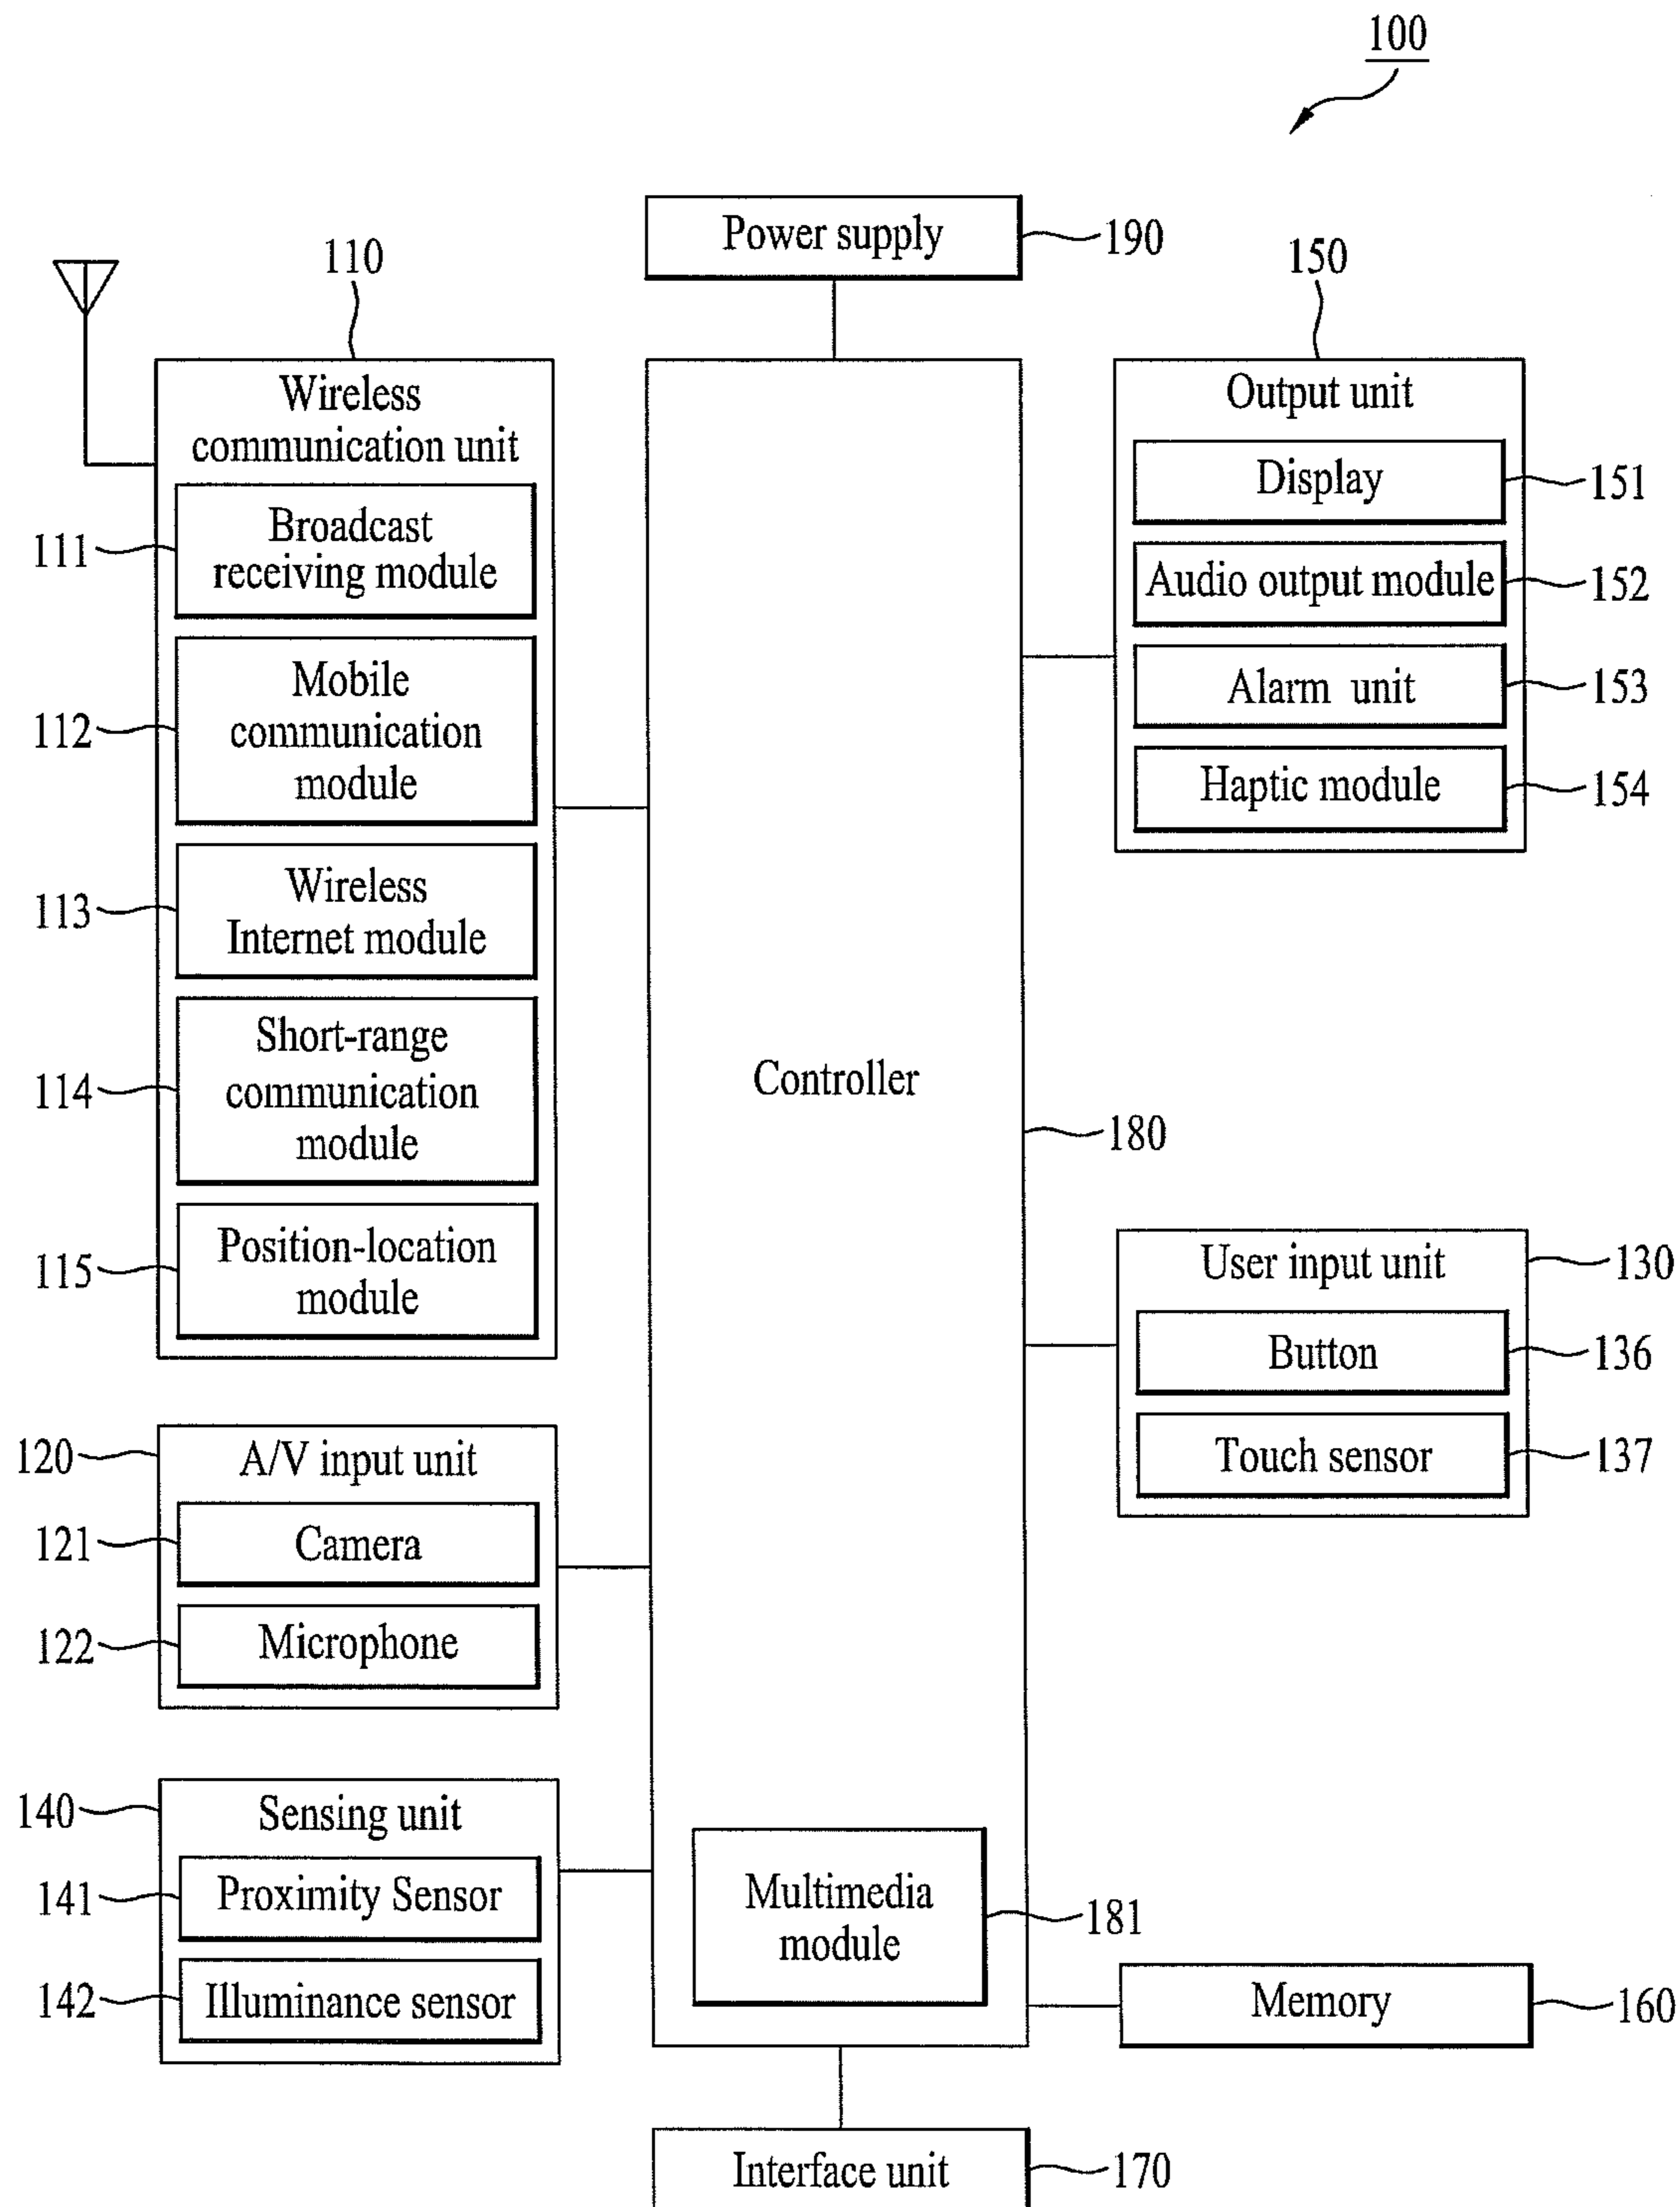 100
Power supply
190
110
Wireless
communication unit
Broadcast
receiving module
111
Mobile
communication
module
112
Wireless
Internet module
113
Short-range
communication
module
114
Position-location
module
115
120
A/V input unit
121
Camera
122
Microphone
140
Sensing unit
141
Proximity Sensor
142
Illuminance sensor
Controller
180
Multimedia
module
181
150
Output unit
Display
151
Audio output module
152
Alarm unit
153
Haptic module
154
User input unit
130
Button
136
Touch sensor
137
Memory
160
Interface unit
170